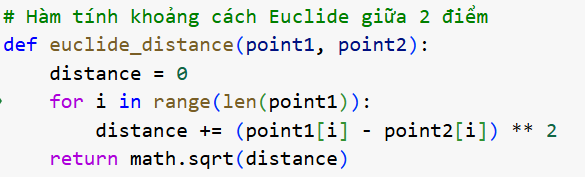 # Hàm tính khoảng cách Euclide giữa 2 điểm
def euclide_distance(point1, point2):
    distance = 0
    for i in range(len(point1)):
        distance += (point1[i] - point2[i]) ** 2
    return math.sqrt(distance)